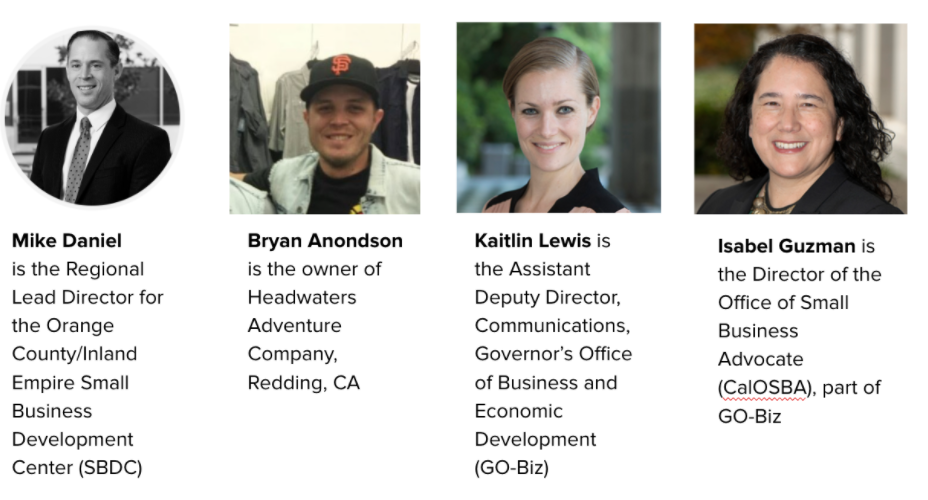 Mike Daniel
is the Regional
Lead Director for
the Orange
County/Inland
Empire Small
Business
Development
Center (SBDC)
Bryan Anondson
is the owner of
Headwaters
Adventure
Company,
Redding, CA
Kaitlin Lewis is
the Assistant
Deputy Director,
Communications,
Governor’s Office
of Business and
Economic
Development
(GO-Biz)
Isabel Guzman is
the Director of the
Office of Small
Business
Advocate
(CalOSBA), part of
GO-Biz